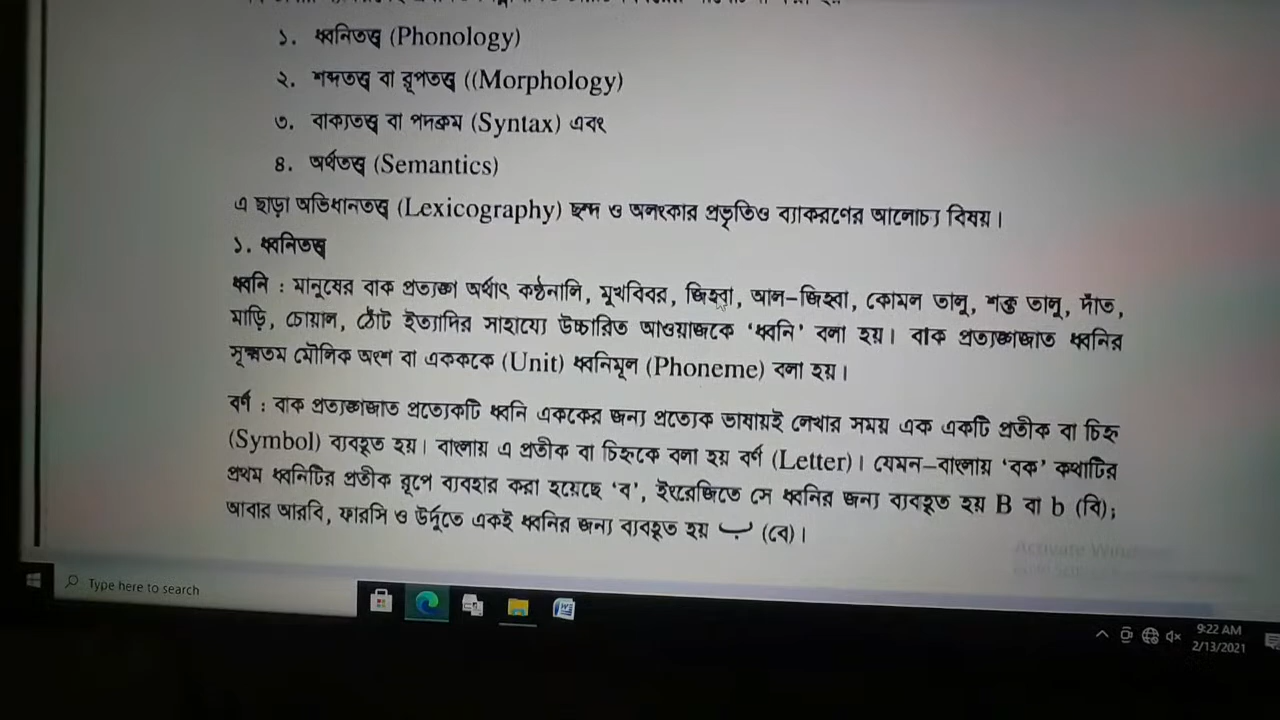 ১. ধ্বনিতত্ত্ব (Phonology)
২. শব্দতত্ত্ব বা রূপতত্ত্ব ((Morphology)
৩. বাক্যতত্ত্ব বা পদক্রম (Syntax) এবং
৪. অর্থতত্ত্ব (Semantics)
এ ছাড়া অভিধানতত্ত্ব (Lexicography) ছন্দ ও অলংকার প্রভৃতিও ব্যাকরণের আলোচ্য বিষয়।
১. ধ্বনিতত্ত্ব
ধ্বনি : মানুষের বাক প্রত্যঙ্গ অর্থাৎ কণ্ঠনালি, মুখবিবর, জিহ্বা, আল-জিহ্বা, কোমল তালু, শক্ত তালু, দাঁত,
মাড়ি, চোয়াল, ঠোঁট ইত্যাদির সাহায্যে উচ্চারিত আওয়াজকে ‘ধ্বনি’ বলা হয়। বাক প্রত্যঙ্গজাত ধ্বনির
সূক্ষ্মতম মৌলিক অংশ বা একককে (Unit) ধ্বনিমূল (Phoneme) বলা হয়।
বর্ণ : বাক প্রত্যঙ্গজাত প্রত্যেকটি ধ্বনি এককের জন্য প্রত্যেক ভাষায়ই লেখার সময় এক একটি প্রতীক বা চিহ্ন
(Symbol) ব্যবহৃত হয়। বাংলায় এ প্রতীক বা চিহ্নকে বলা হয় বর্ণ (Letter)। যেমন–বাংলায় ‘বক’ কথাটির
প্রথম ধ্বনিটির প্রতীক রূপে ব্যবহার করা হয়েছে ‘ব’, ইংরেজিতে সে ধ্বনির জন্য ব্যবহৃত হয় B বা b (বি);
আবার আরবি, ফারসি ও উর্দুতে একই ধ্বনির জন্য ব্যবহৃত হয় ب (বে)।
Activate Windows
Type here to search
9:22 AM
2/13/2021